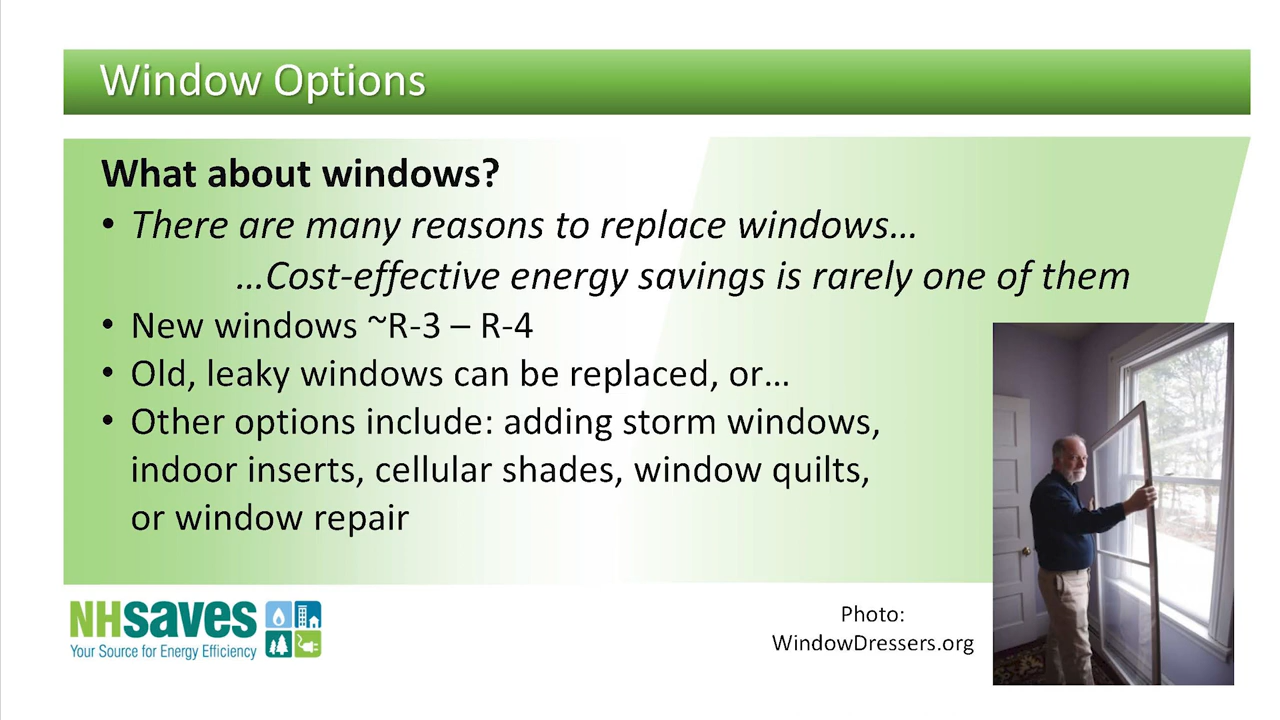 Window Options
What about windows?
• There are many reasons to replace windows…
…Cost-effective energy savings is rarely one of them
• New windows ~R-3 – R-4
• Old, leaky windows can be replaced, or…
• Other options include: adding storm windows,
indoor inserts, cellular shades, window quilts,
or window repair
NHsaves
Your Source for Energy Efficiency
Photo:
WindowDressers.org